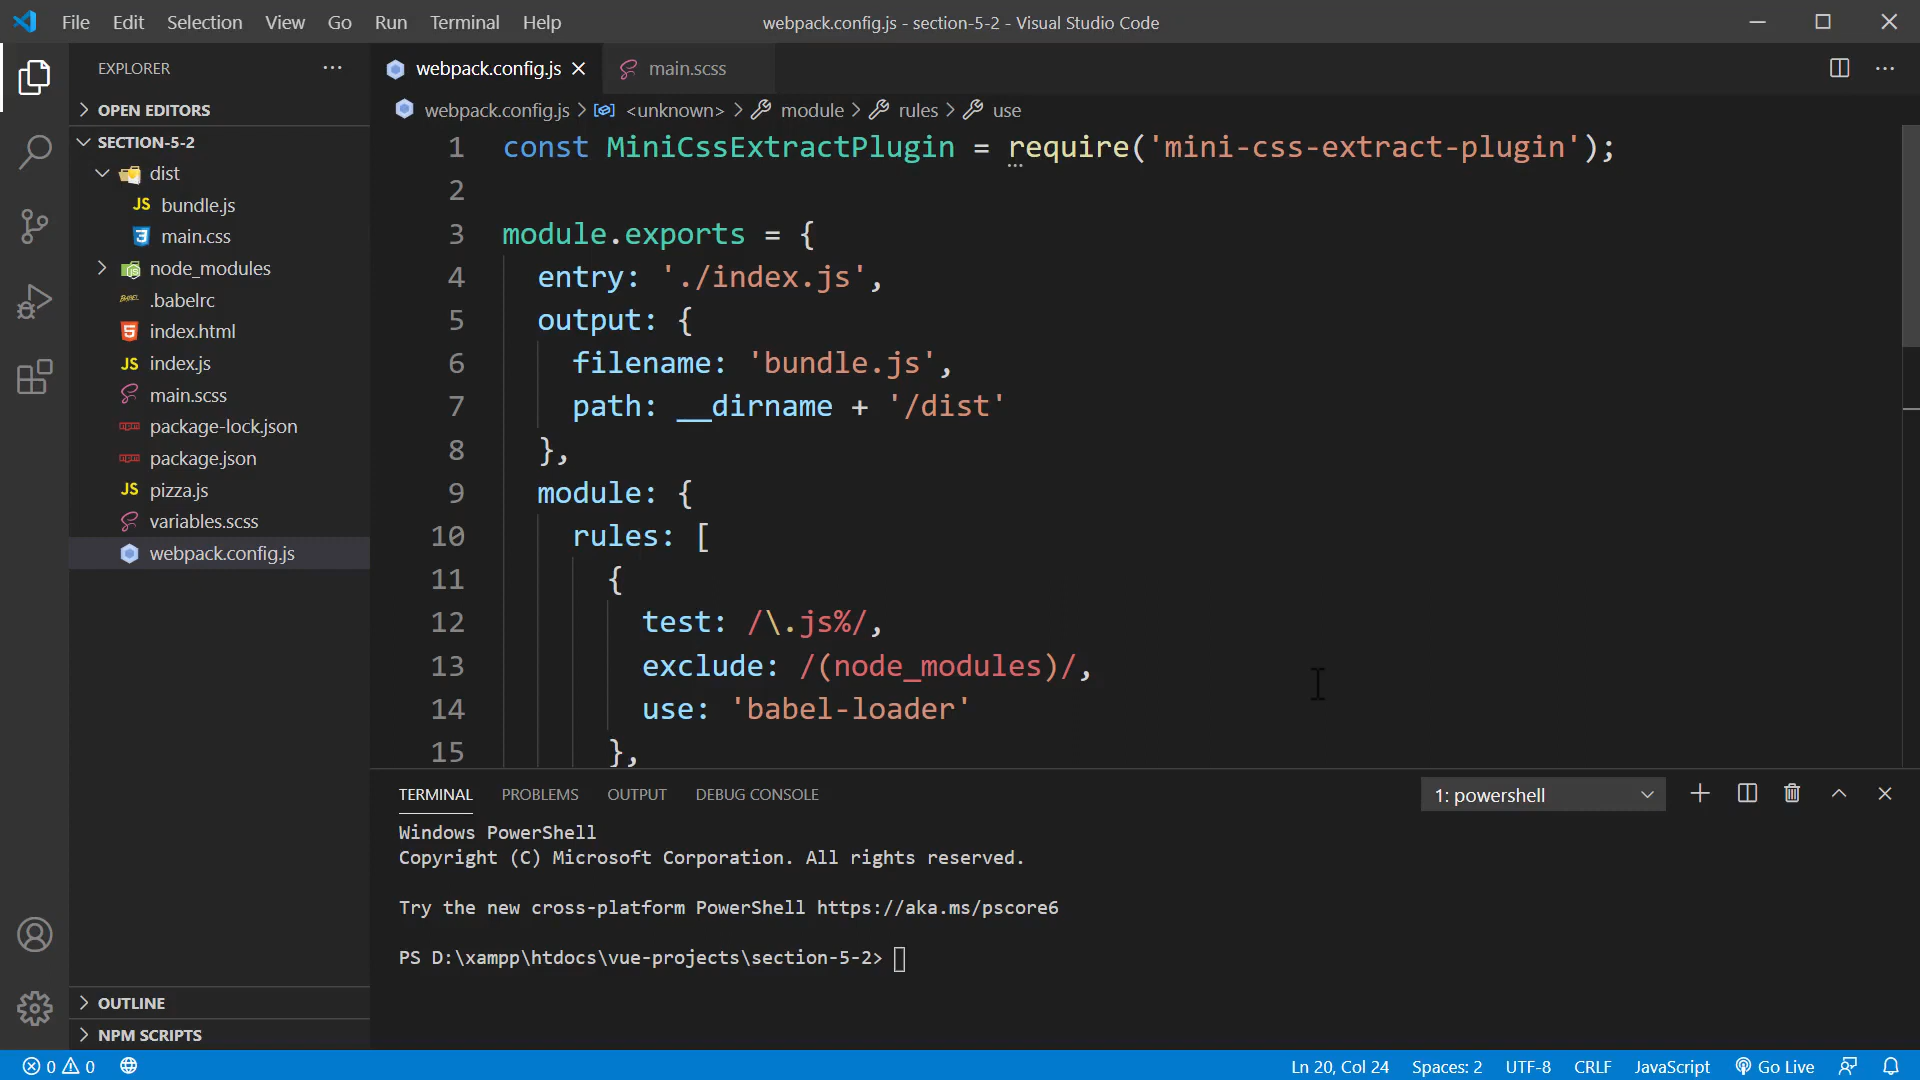 File Edit Selection View Go Run Terminal Help
webpack.config.js - section-5-2 - Visual Studio Code
EXPLORER
OPEN EDITORS
SECTION-5-2
dist
JS bundle.js
main.css
node_modules
.babelrc
index.html
JS index.js
main.scss
package-lock.json
package.json
JS pizza.js
variables.scss
webpack.config.js
OUTLINE
NPM SCRIPTS
webpack.config.js
main.scss
webpack.config.js > <unknown> > module > rules > use
1 const MiniCssExtractPlugin = require('mini-css-extract-plugin');
2
3 module.exports = {
4 entry: './index.js',
5 output: {
6 filename: 'bundle.js',
7 path: __dirname + '/dist'
8 },
9 module: {
10 rules: [
11 {
12 test: /\.js%/,
13 exclude: /(node_modules)/,
14 use: 'babel-loader'
15 },
TERMINAL PROBLEMS OUTPUT DEBUG CONSOLE
1: powershell
Windows PowerShell
Copyright (C) Microsoft Corporation. All rights reserved.
Try the new cross-platform PowerShell https://aka.ms/pscore6
PS D:\xampp\htdocs\vue-projects\section-5-2>
0 0
Ln 20, Col 24 Spaces: 2 UTF-8 CRLF JavaScript Go Live